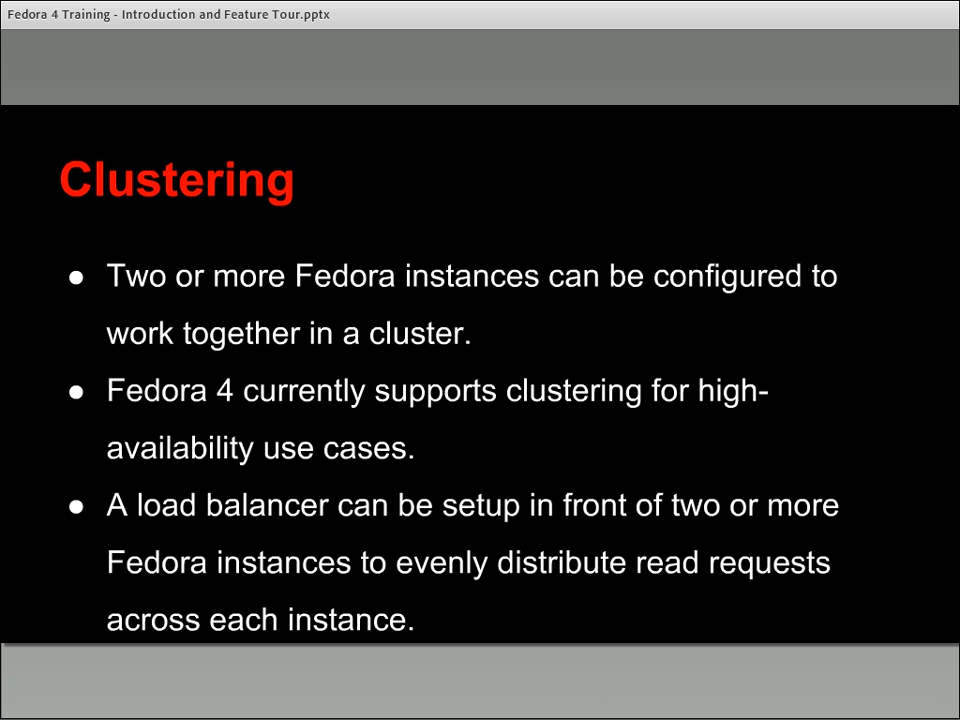 Fedora 4 Training - Introduction and Feature Tour.pptx
Clustering
● Two or more Fedora instances can be configured to
work together in a cluster.
● Fedora 4 currently supports clustering for high-
availability use cases.
● A load balancer can be setup in front of two or more
Fedora instances to evenly distribute read requests
across each instance.